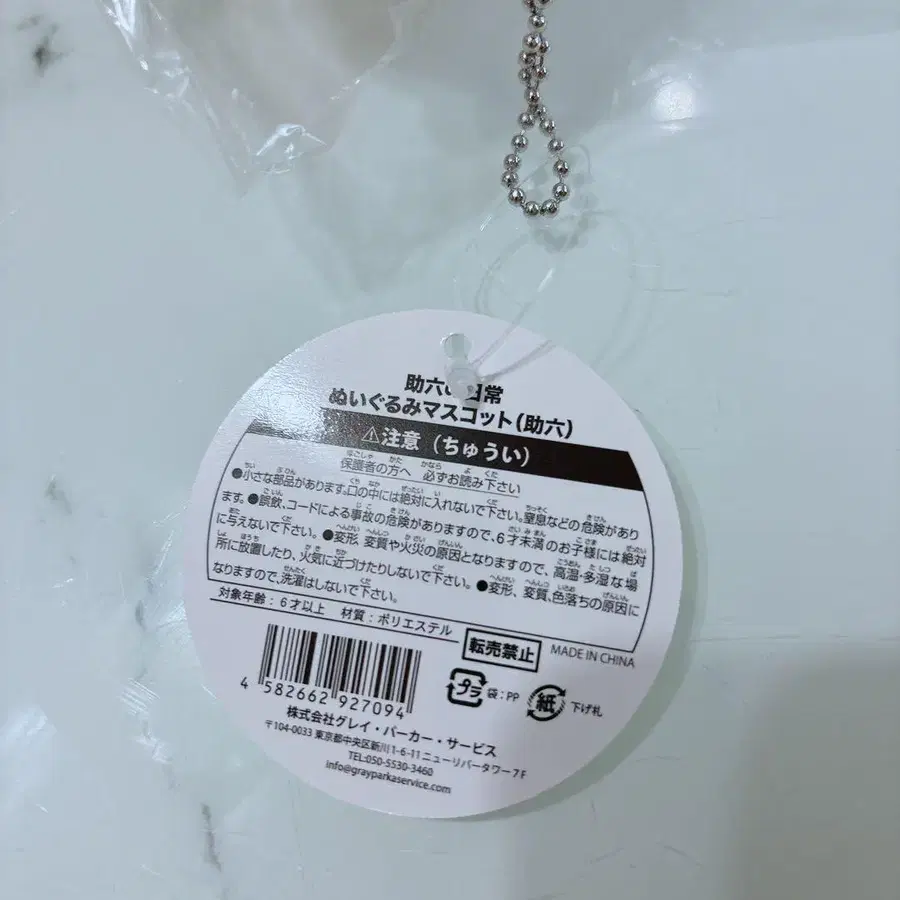 助六の日常
ぬいぐるみマスコット(助六)
⚠注意(ちゅうい)
保護者の方へ 必ずお読み下さい
●小さな部品があります。口の中には絶対に入れないで下さい。窒息などの危険があり
ます。●誤飲、コードによる事故の危険がありますので、6才未満のお子様には絶対
に与えないで下さい。●変形、変質や火災の原因となりますので、高温・多湿な場
所に放置したり、火気に近づけたりしないで下さい。●変形、変質、色落ちの原因に
なりますので、洗濯はしないで下さい。
対象年齢:6才以上 材質:ポリエステル
転売禁止 MADE IN CHINA
プラ 袋:PP 紙 下げ札
4 582662 927094
株式会社グレイ・パーカー・サービス
〒104-0033 東京都中央区新川1-6-11 ニューリバータワー7F
TEL:050-5530-3460
info@grayparkaservice.com